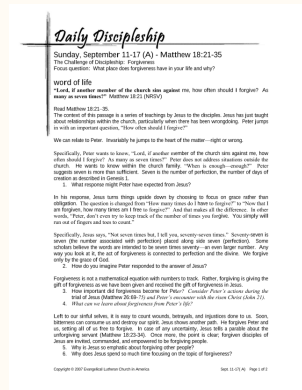 Daily Discipleship
Sunday, September 11-17 (A) - Matthew 18:21-35
The Challenge of Discipleship: Forgiveness
Focus question: What place does forgiveness have in your life and why?
word of life
"Lord, if another member of the church sins against me, how often should I forgive? As
many as seven times?" Matthew 18:21 (NRSV)
Read Matthew 18:21-35.
The context of this passage is a series of teachings by Jesus to the disciples. Jesus has just taught
about relationships within the church, particularly when there has been wrongdoing. Peter jumps
in with an important question, "How often should I forgive?"
We can relate to Peter. Invariably he jumps to the heart of the matter—right or wrong.
Specifically, Peter wants to know, "Lord, if another member of the church sins against me, how
often should I forgive? As many as seven times?" Peter does not address situations outside the
church. He wants to know within the church family. "When is enough—enough?" Peter
suggests seven is more than sufficient. Seven is the number of perfection, the number of days of
creation as described in Genesis 1.
1. What response might Peter have expected from Jesus?
In his response, Jesus turns things upside down by choosing to focus on grace rather than
obligation. The question is changed from "How many times do I have to forgive?" to "Now that I
am forgiven, how many times am I free to forgive?" And that makes all the difference. In other
words, "Peter, don't even try to keep track of the number of times you forgive. You simply will
run out of fingers and toes to count."
Specifically, Jesus says, "Not seven times but, I tell you, seventy-seven times." Seventy-seven is
seven (the number associated with perfection) placed along side seven (perfection). Some
scholars believe the words are intended to be seven times seventy—an even larger number. Any
way you look at it, the act of forgiveness is connected to perfection and the divine. We forgive
only by the grace of God.
2. How do you imagine Peter responded to the answer of Jesus?
Forgiveness is not a mathematical equation with numbers to track. Rather, forgiving is the giving
of forgiveness as we have been given and received the gift of forgiveness in Jesus.
3. How important did forgiveness become for Peter? Consider Peter's actions during the
trial of Jesus (Matthew 26:69-75) and Peter's encounter with the risen Christ (John 21).
4. What can we learn about forgiveness from Peter's life?
Left to our sinful selves, it is easy to count wounds, betrayals, and injustices done to us. Soon,
bitterness can consume us and destroy our spirit. Jesus shows another path. He forgives Peter and
us, setting all of us free to forgive. In case of any uncertainty, Jesus tells a parable about the
unforgiving servant (Matthew 18:23-34). Once more, the point is clear; forgiven disciples of
Jesus are invited, commanded, and empowered to be forgiving people.
5. Why is Jesus so emphatic about forgiving other people?
6. Why does Jesus spend so much time focusing on the topic of forgiveness?
Copyright © 2007 Evangelical Lutheran Church in America Sept. 11-17 (A) Page 1 of 2